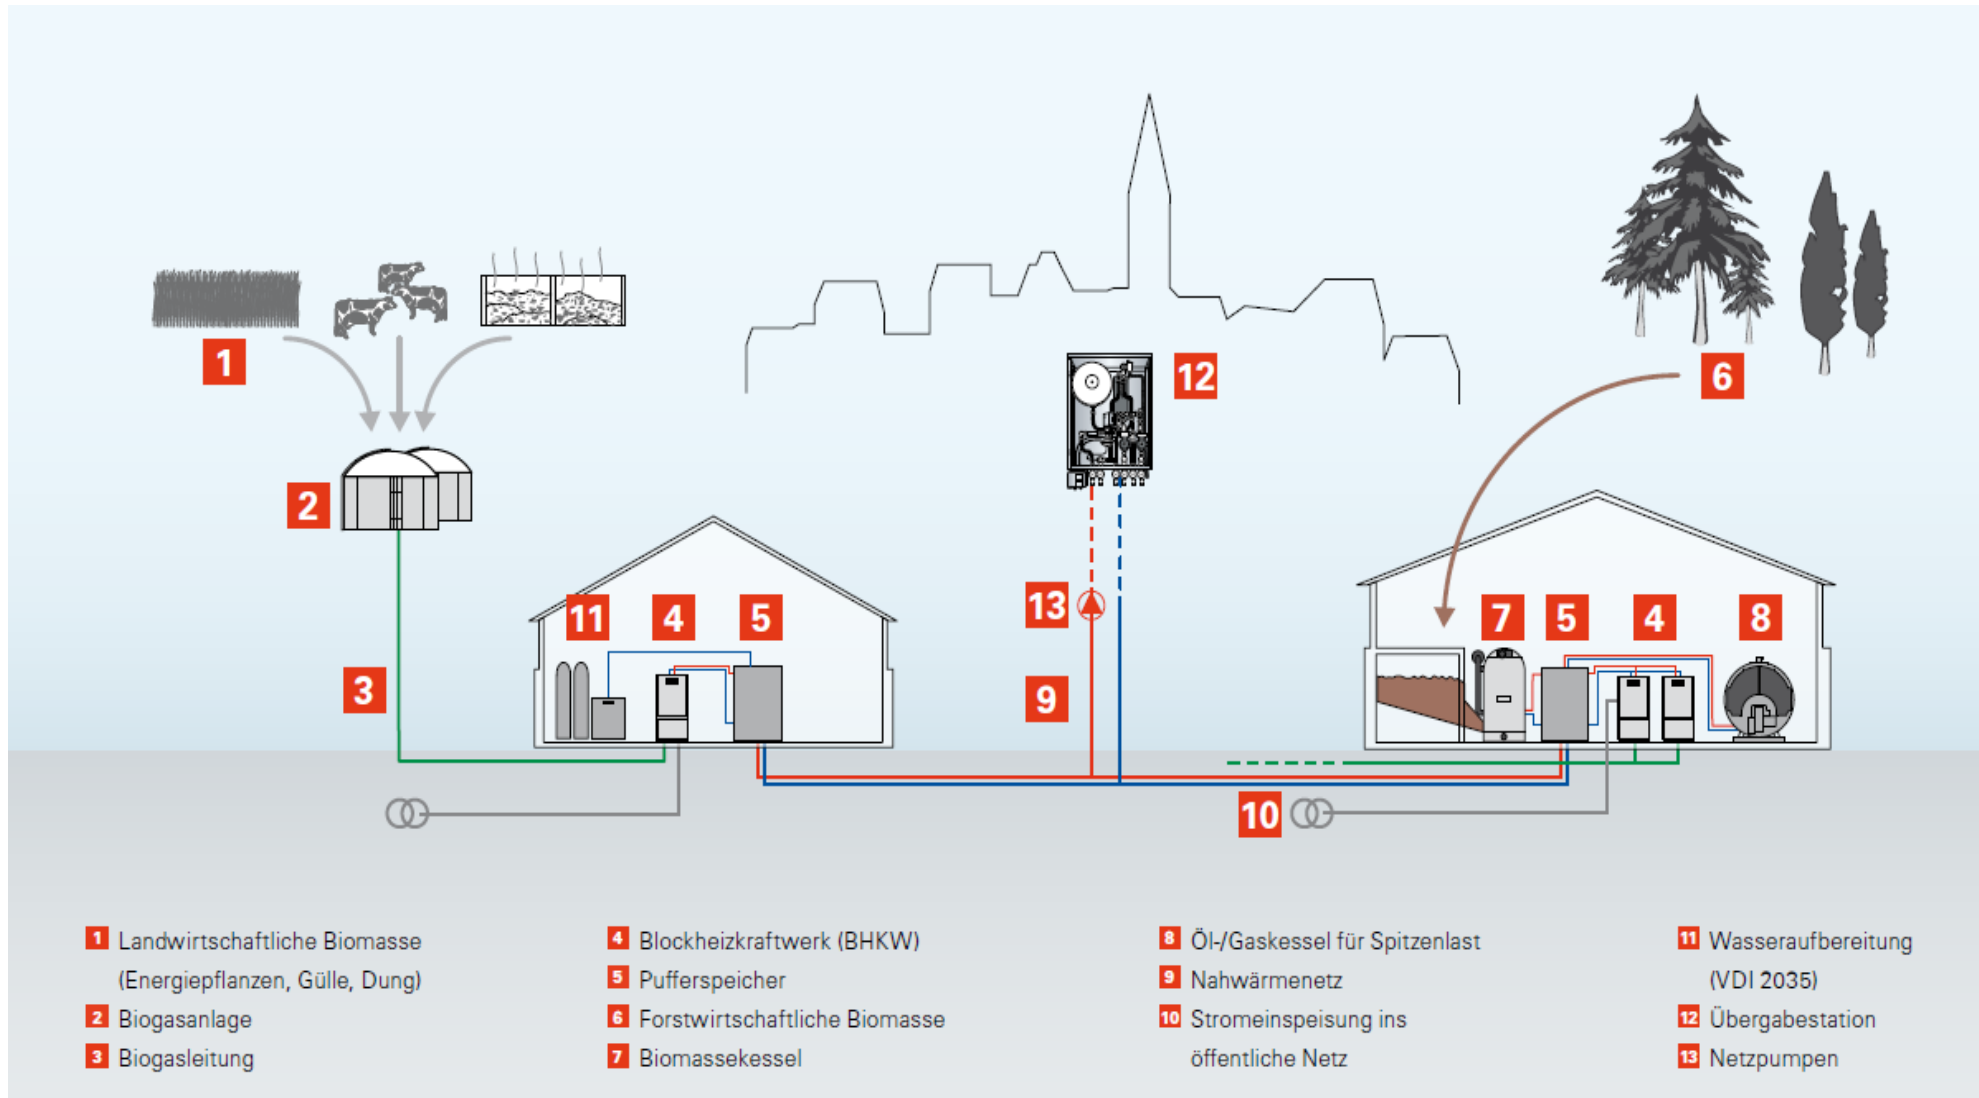 1
6
12
2
13
11
4
5
7
5
4
8
3
9
10
1 Landwirtschaftliche Biomasse
(Energiepflanzen, Gülle, Dung)
2 Biogasanlage
3 Biogasleitung
4 Blockheizkraftwerk (BHKW)
5 Pufferspeicher
6 Forstwirtschaftliche Biomasse
7 Biomassekessel
8 Öl-/Gaskessel für Spitzenlast
9 Nahwärmenetz
10 Stromeinspeisung ins
öffentliche Netz
11 Wasseraufbereitung
(VDI 2035)
12 Übergabestation
13 Netzpumpen